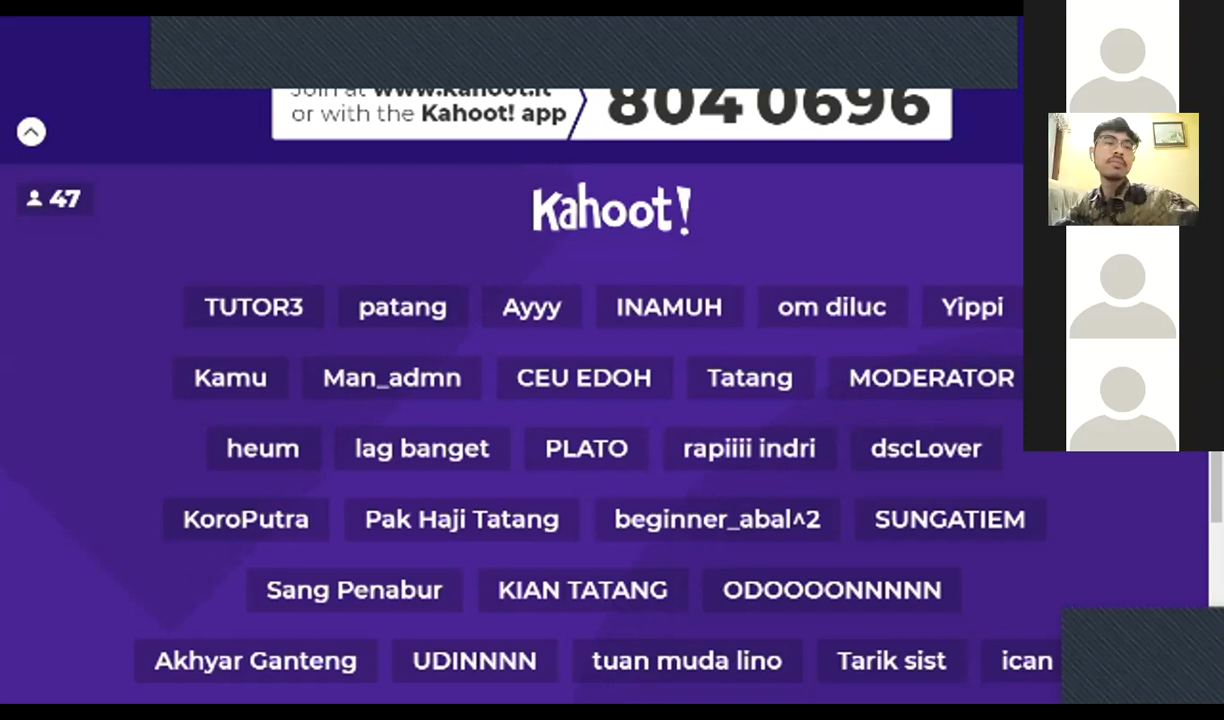 Join at www.kahoot.it
or with the Kahoot! app
804 0696
47
Kahoot!
TUTOR3 patang Ayyy INAMUH om diluc Yippi
Kamu Man_admn CEU EDOH Tatang MODERATOR
heum lag banget PLATO rapiiii indri dscLover
KoroPutra Pak Haji Tatang beginner_abal^2 SUNGATIEM
Sang Penabur KIAN TATANG ODOOOONNNNN
Akhyar Ganteng UDINNNN tuan muda lino Tarik sist ican